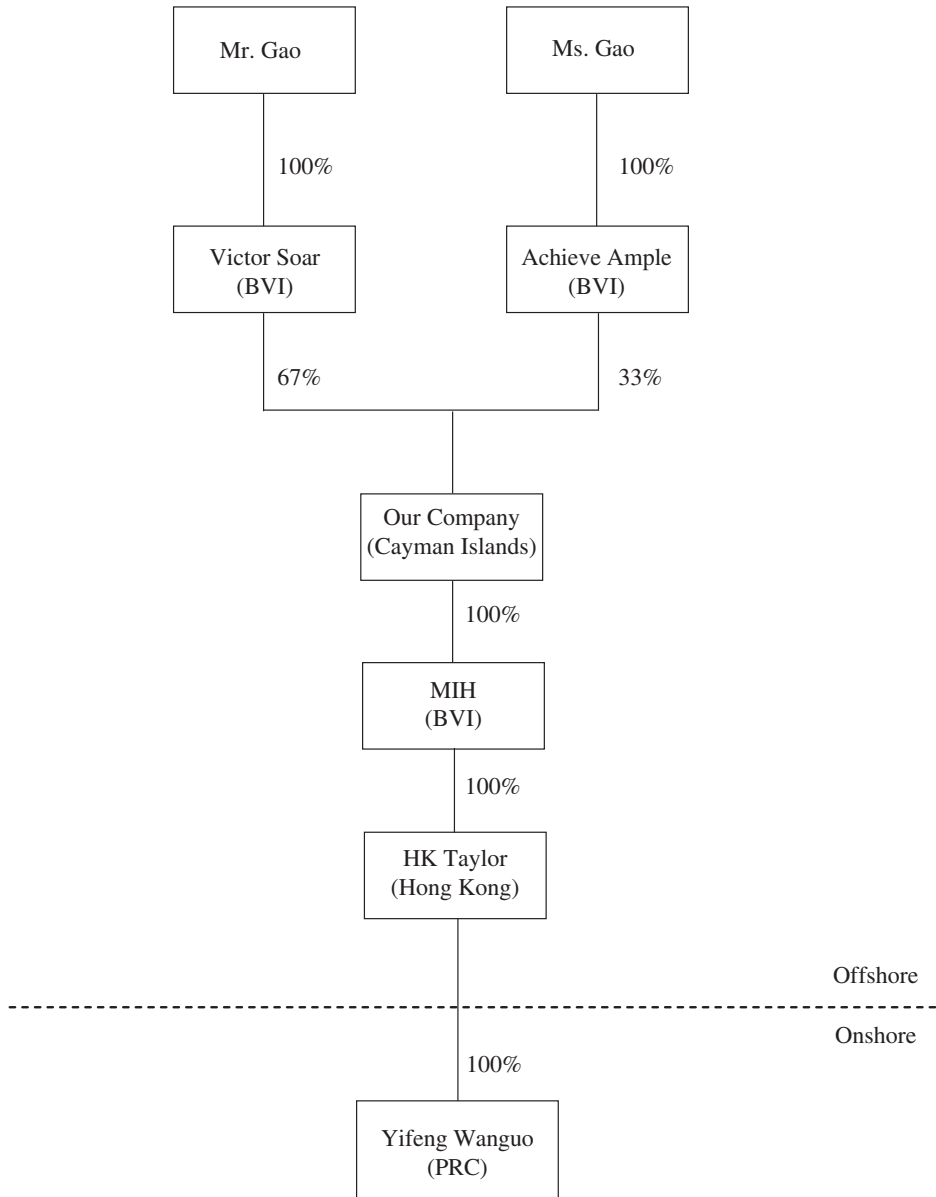 Mr. Gao
Ms. Gao
100%
100%
Victor Soar
(BVI)
Achieve Ample
(BVI)
67%
33%
Our Company
(Cayman Islands)
100%
MIH
(BVI)
100%
HK Taylor
(Hong Kong)
Offshore
Onshore
100%
Yifeng Wanguo
(PRC)